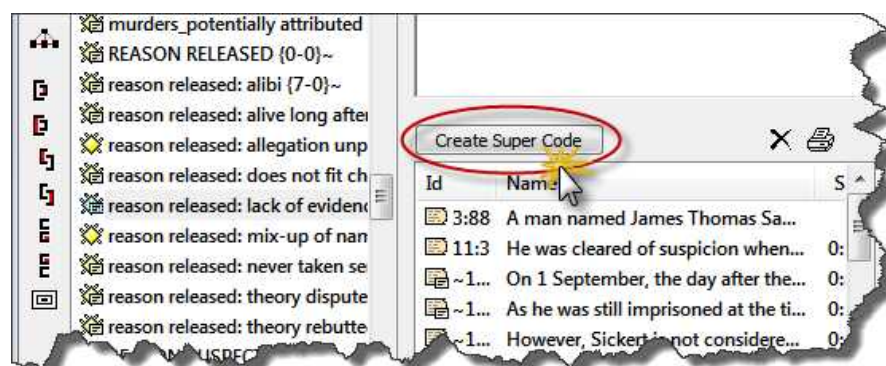 murders_potentially attributed
REASON RELEASED {0-0}~
reason released: alibi {7-0}~
reason released: alive long after
reason released: allegation unp
reason released: does not fit ch
reason released: lack of evidenc
reason released: mix-up of nam
reason released: never taken se
reason released: theory dispute
reason released: theory rebutte
Create Super Code
Id Name S
3:88 A man named James Thomas Sa...
11:3 He was cleared of suspicion when... 0:
~1... On 1 September, the day after the... 0:
~1... As he was still imprisoned at the ti... 0:
~1... However, Sickert is not considere... 0: